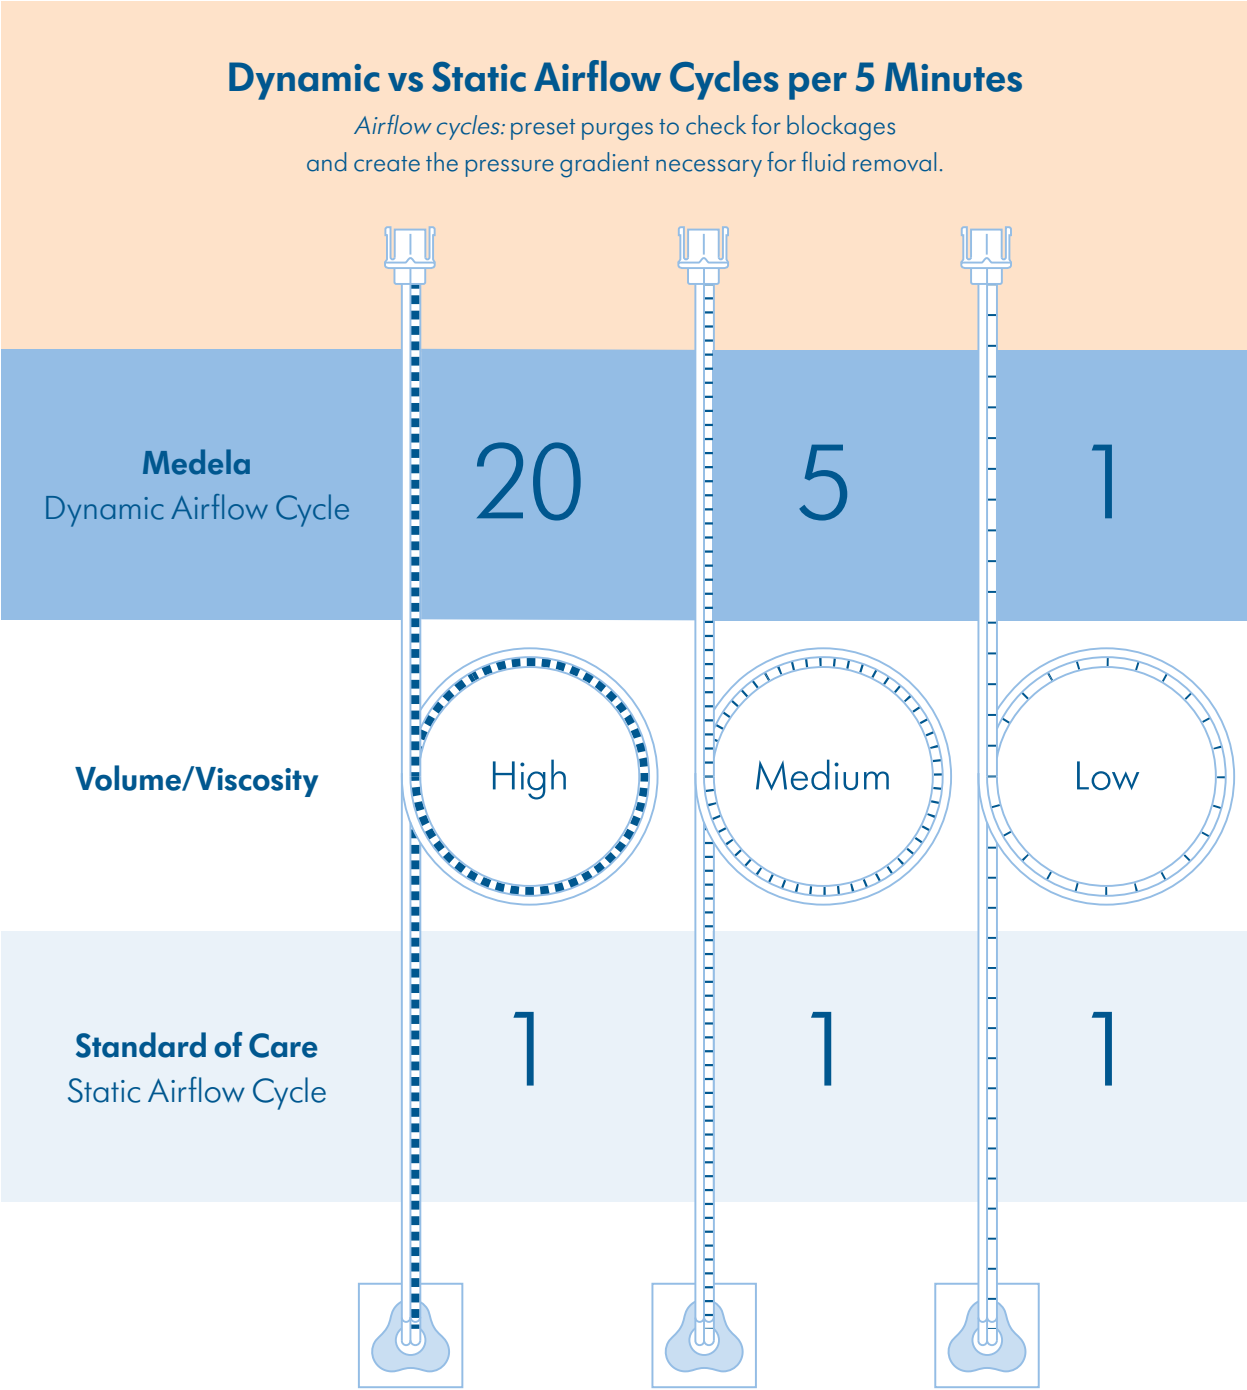 Dynamic vs Static Airflow Cycles per 5 Minutes
Airflow cycles: preset purges to check for blockages
and create the pressure gradient necessary for fluid removal.
Medela
Dynamic Airflow Cycle
20
5
1
Volume/Viscosity
High
Medium
Low
Standard of Care
Static Airflow Cycle
1
1
1